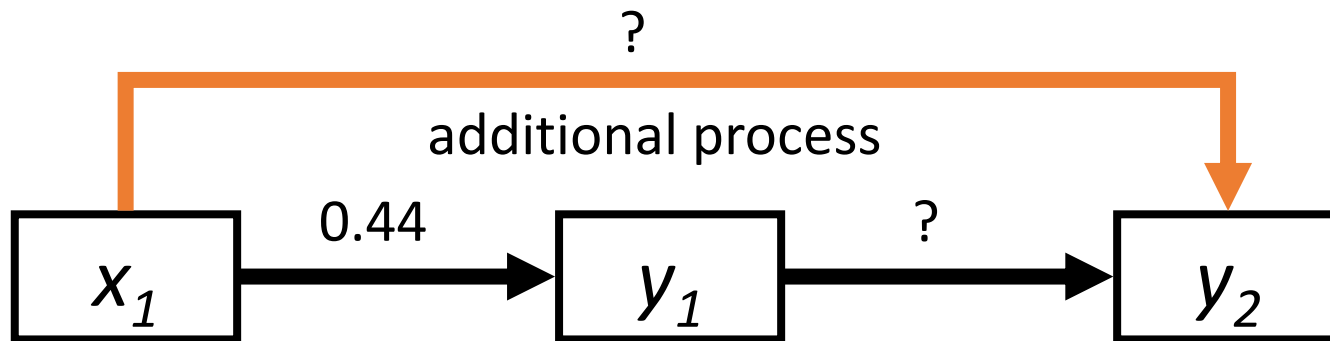 ?
additional process
0.44
?
x1
y1
y2